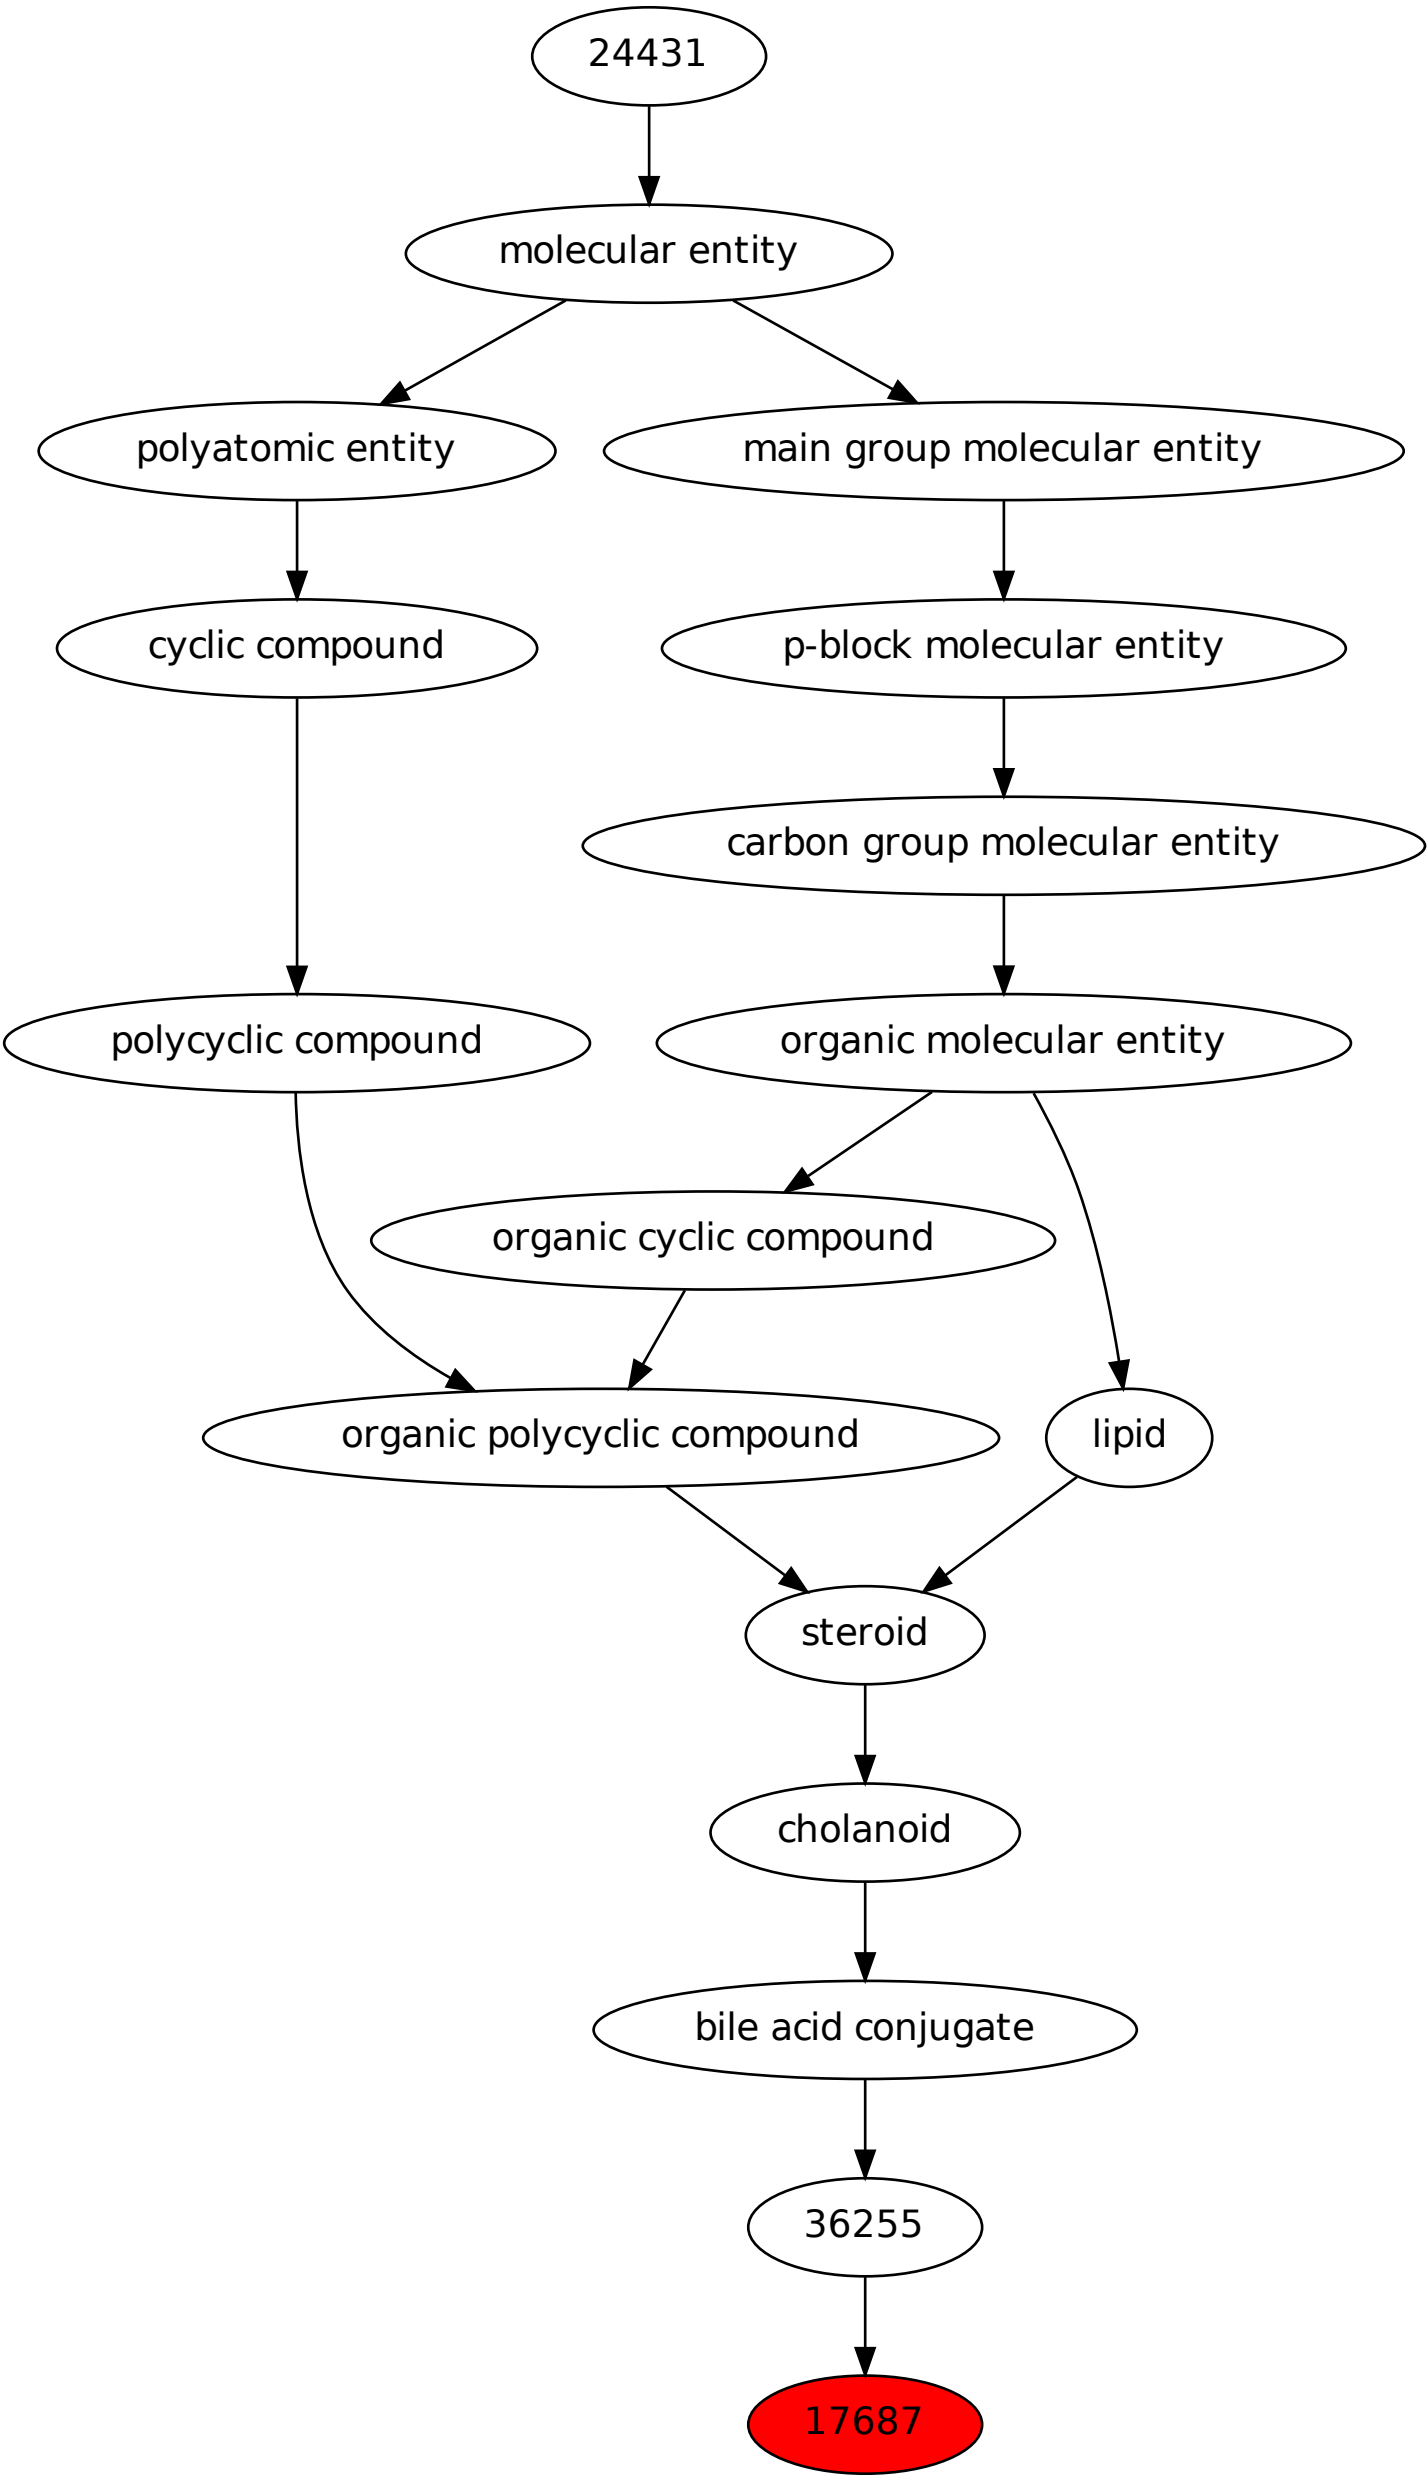 24431
molecular entity
polyatomic entity
main group molecular entity
cyclic compound
p-block molecular entity
carbon group molecular entity
polycyclic compound
organic molecular entity
organic cyclic compound
organic polycyclic compound
lipid
steroid
cholanoid
bile acid conjugate
36255
17687